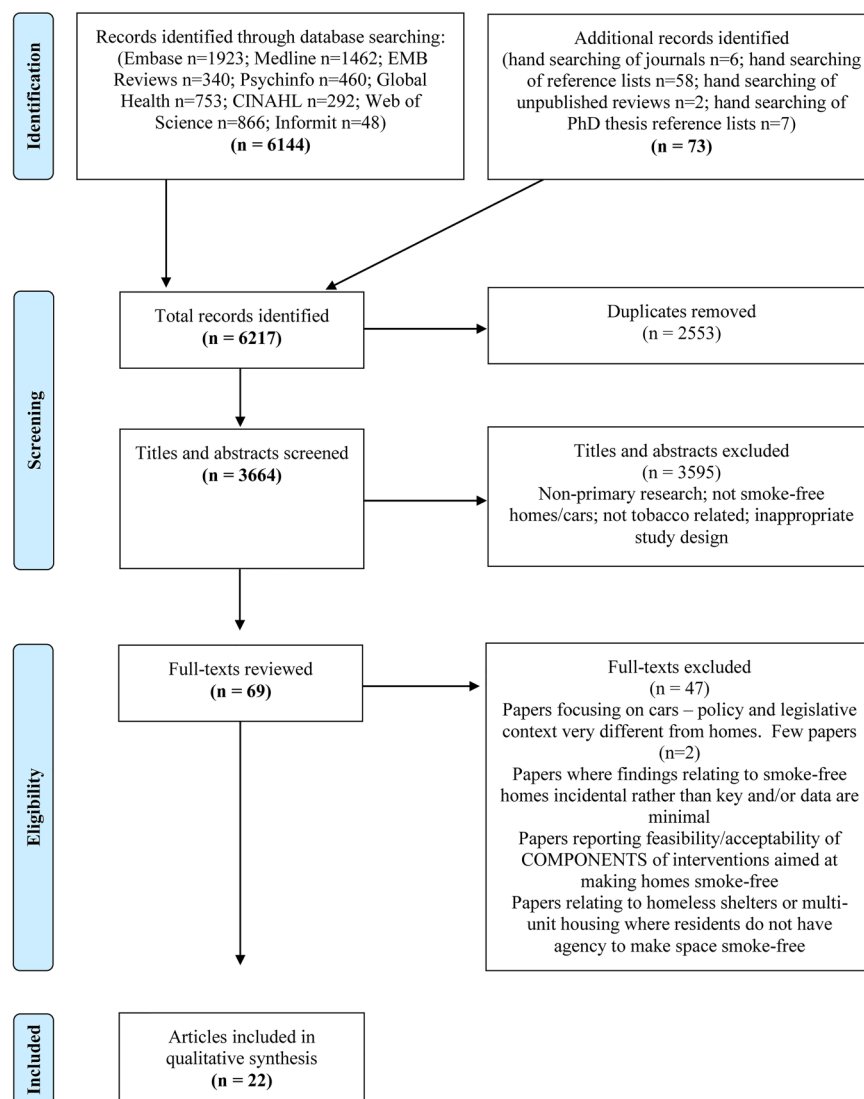 Identification
Records identified through database searching:
(Embase n=1923; Medline n=1462; EMB
Reviews n=340; Psychinfo n=460; Global
Health n=753; CINAHL n=292; Web of
Science n=866; Informit n=48)
(n = 6144)
Additional records identified
(hand searching of journals n=6; hand searching
of reference lists n=58; hand searching of
unpublished reviews n=2; hand searching of
PhD thesis reference lists n=7)
(n = 73)
Screening
Total records identified
(n = 6217)
Duplicates removed
(n = 2553)
Titles and abstracts screened
(n = 3664)
Titles and abstracts excluded
(n = 3595)
Non-primary research; not smoke-free
homes/cars; not tobacco related; inappropriate
study design
Eligibility
Full-texts reviewed
(n = 69)
Full-texts excluded
(n = 47)
Papers focusing on cars – policy and legislative
context very different from homes.  Few papers
(n=2)
Papers where findings relating to smoke-free
homes incidental rather than key and/or data are
minimal
Papers reporting feasibility/acceptability of
COMPONENTS of interventions aimed at
making homes smoke-free
Papers relating to homeless shelters or multi-
unit housing where residents do not have
agency to make space smoke-free
Included
Articles included in
qualitative synthesis
(n = 22)